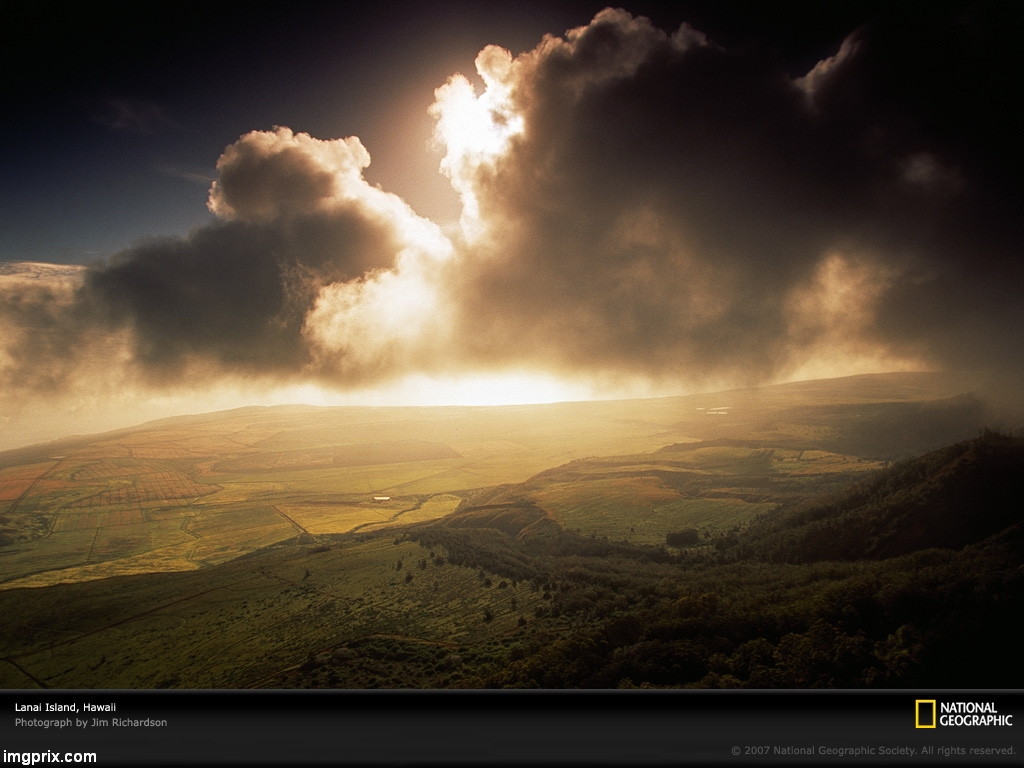 Lanai Island, Hawaii
Photograph by Jim Richardson
NATIONAL
GEOGRAPHIC
© 2007 National Geographic Society. All rights reserved.
imgprix.com